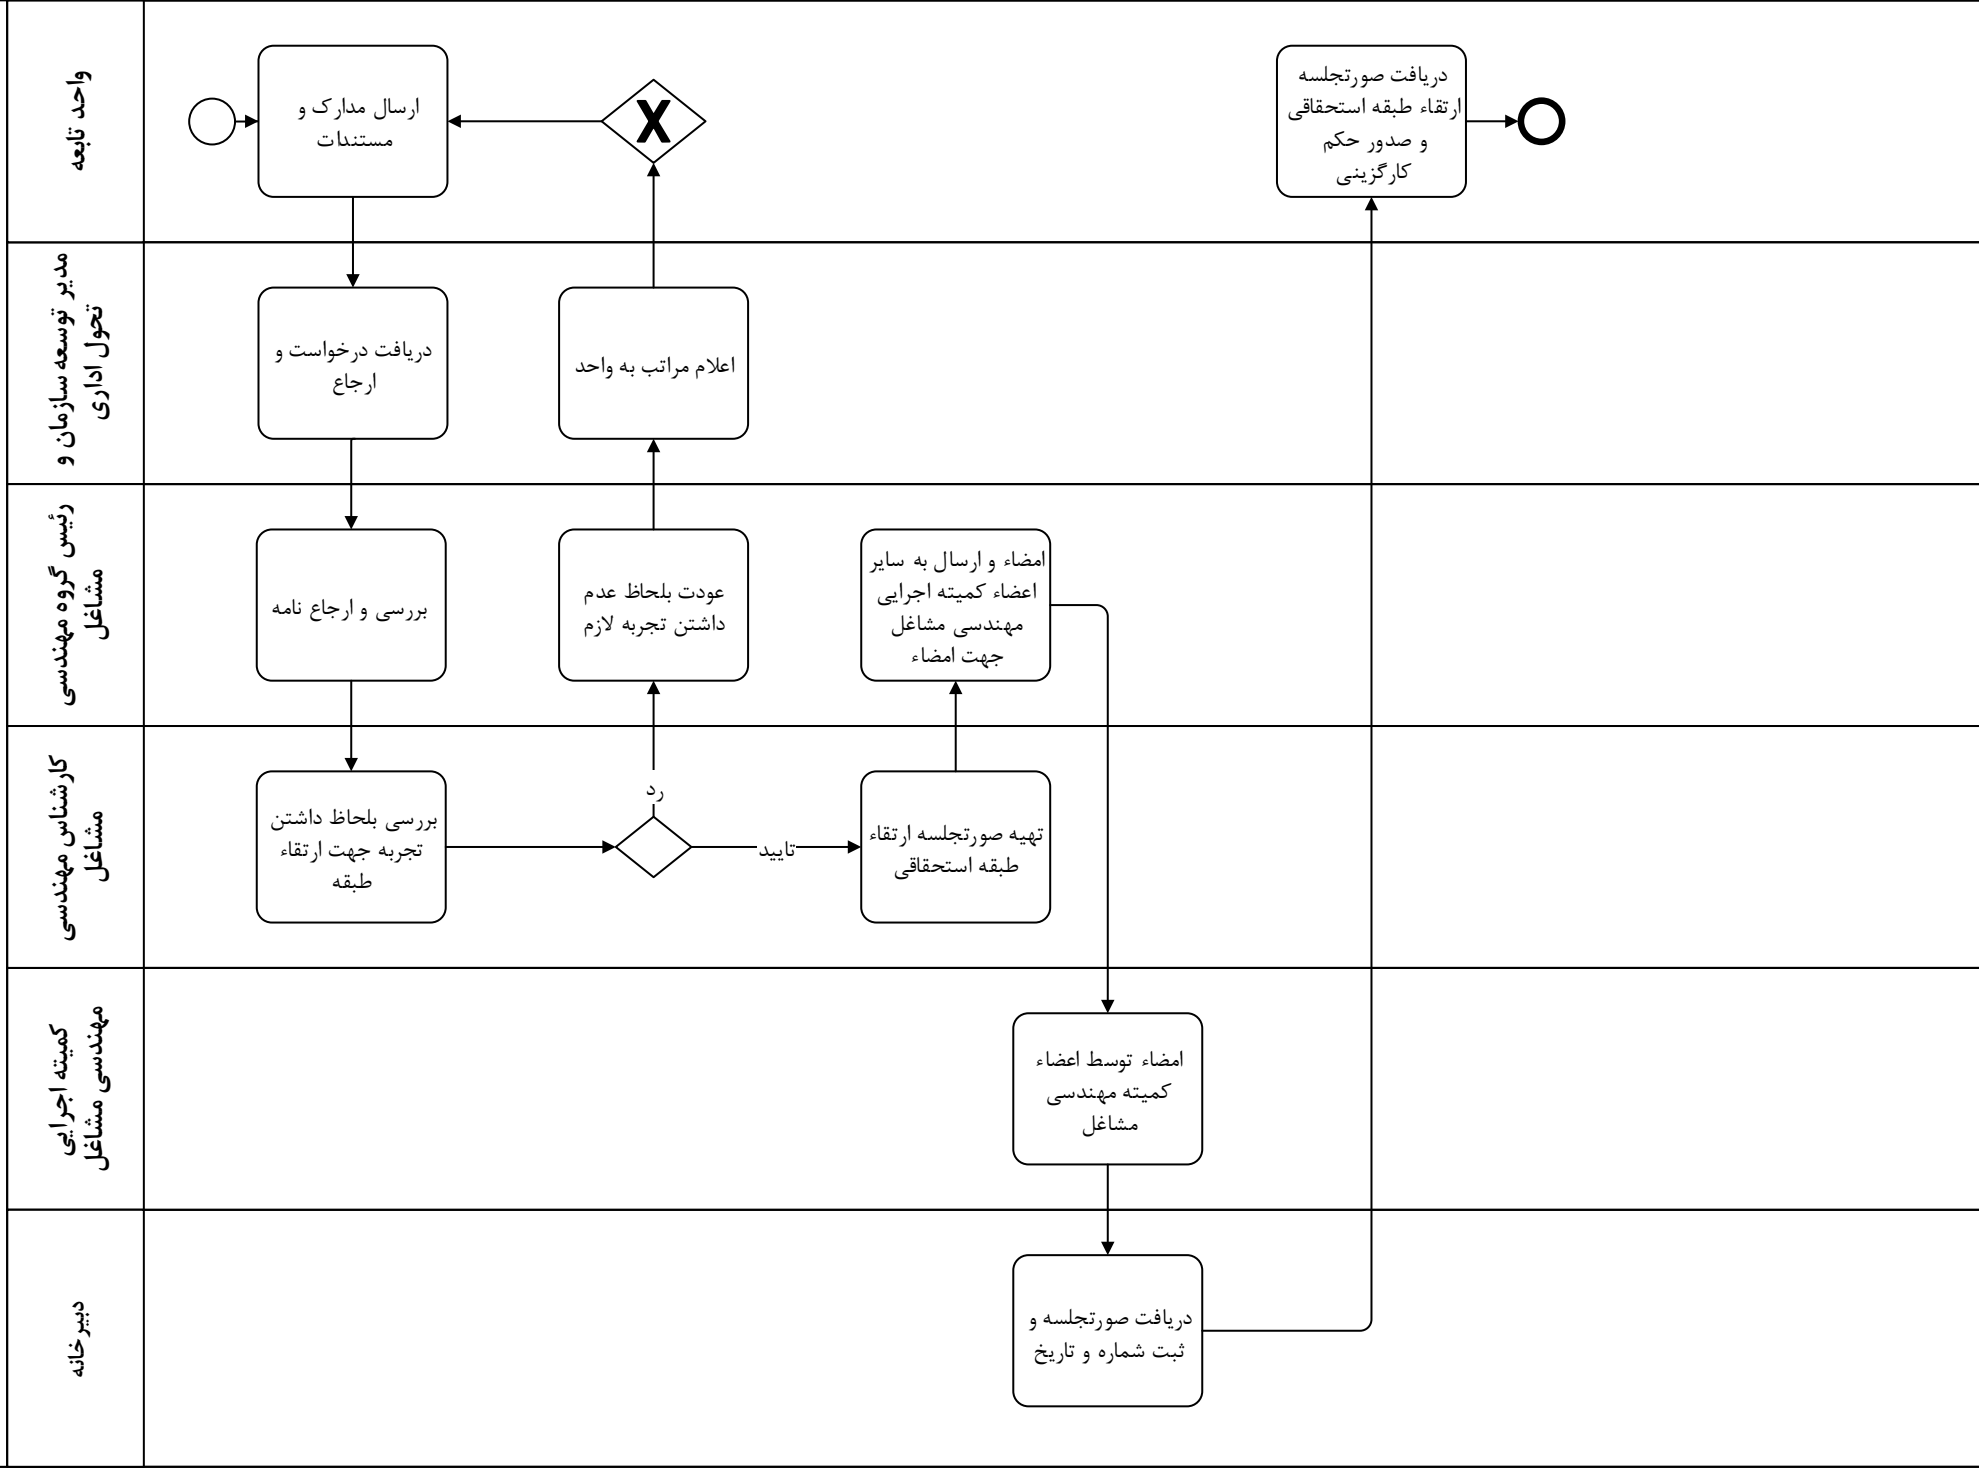 واحد تابعه
ارسال مدارک و
مستندات
X
دریافت صورتجلسه
ارتقاء طبقه استحقاقی
و صدور حکم
کارگزینی
مدیر توسعه سازمان و
تحول اداری
دریافت درخواست و
ارجاع
اعلام مراتب به واحد
رئیس گروه مهندسی
مشاغل
بررسی و ارجاع نامه
عودت بلحاظ عدم
داشتن تجربه لازم
امضاء و ارسال به سایر
اعضاء کمیته اجرایی
مهندسی مشاغل
جهت امضاء
کارشناس مهندسی
مشاغل
بررسی بلحاظ داشتن
تجربه جهت ارتقاء
طبقه
رد
تایید
تهیه صورتجلسه ارتقاء
طبقه استحقاقی
کمیته اجرایی
مهندسی مشاغل
امضاء توسط اعضاء
کمیته مهندسی
مشاغل
دبیرخانه
دریافت صورتجلسه و
ثبت شماره و تاریخ